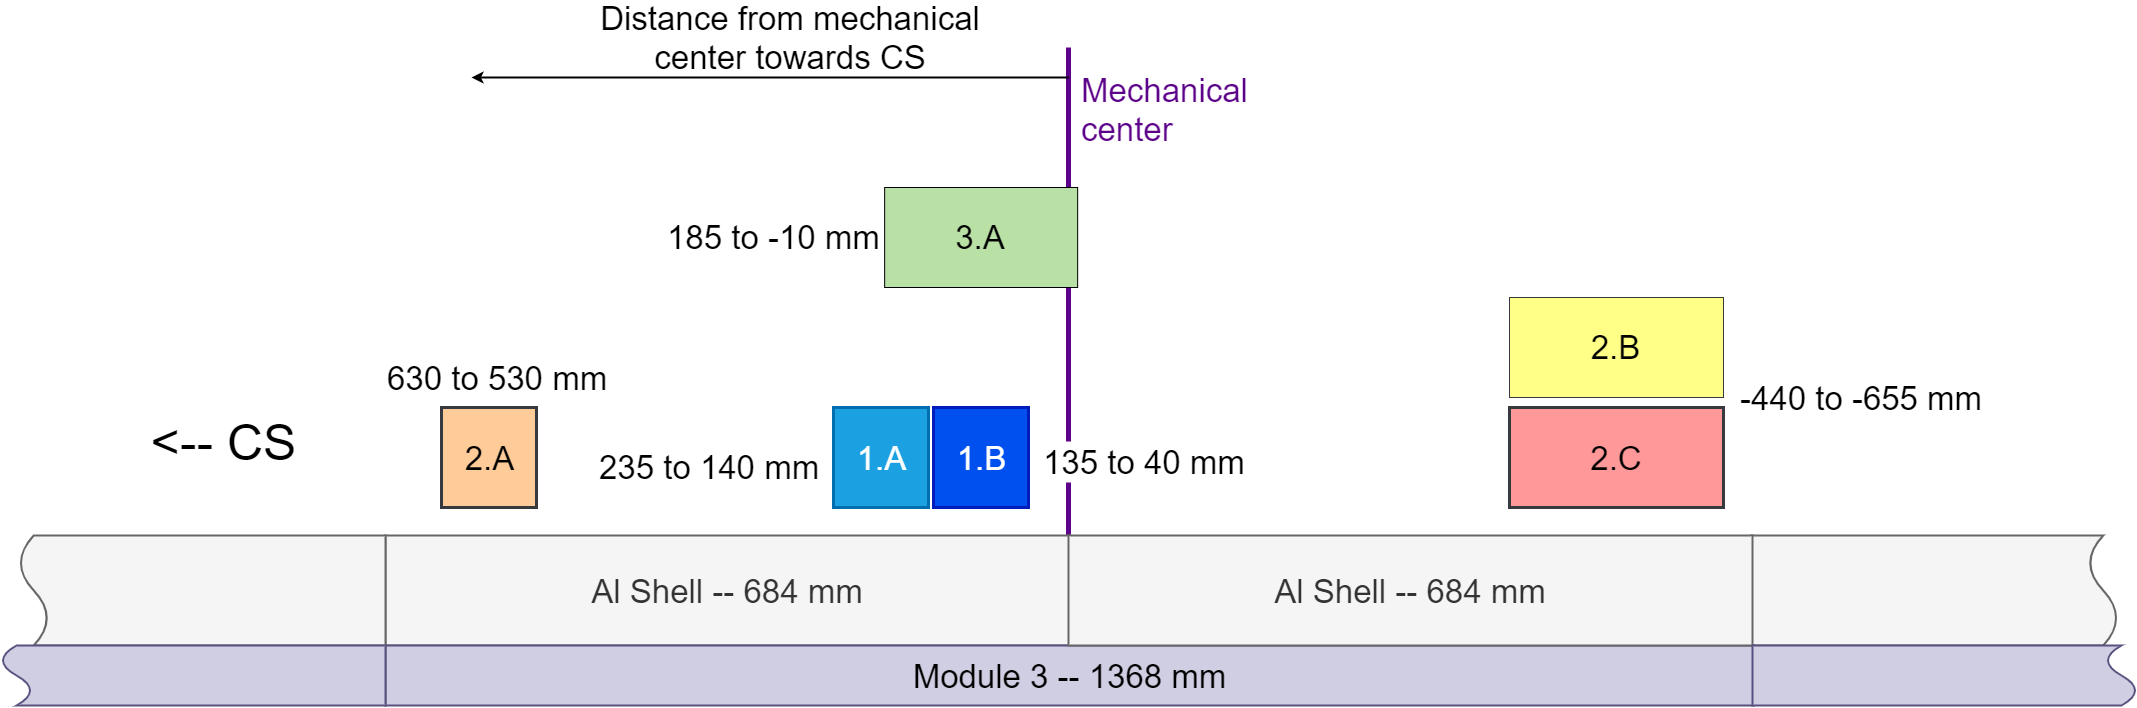 Distance from mechanical
center towards CS
Mechanical
center
185 to -10 mm
3.A
2.B
630 to 530 mm
-440 to -655 mm
<-- CS
2.A
235 to 140 mm
1.A
1.B
135 to 40 mm
2.C
Al Shell -- 684 mm
Al Shell -- 684 mm
Module 3 -- 1368 mm